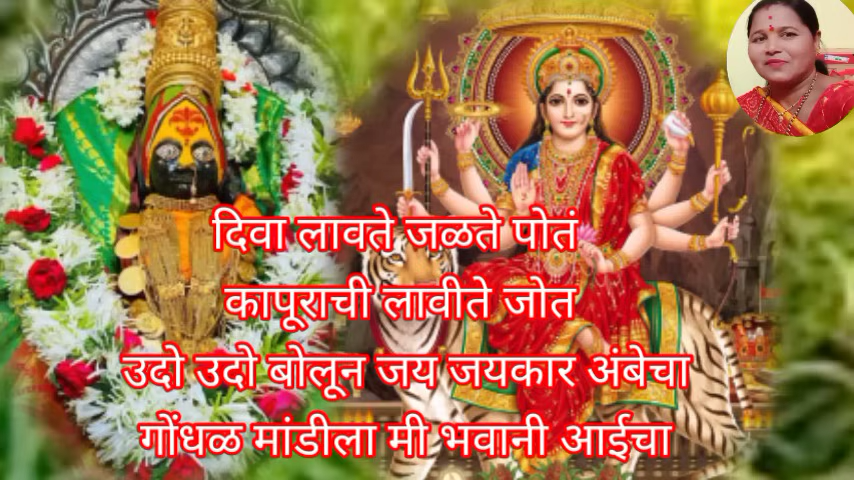 दिवा लावते जळते पोतं
कापूराची लावीते जोत
उदो उदो बोलून जय जयकार अंबेचा
गोंधळ मांडीला मी भवानी आईचा